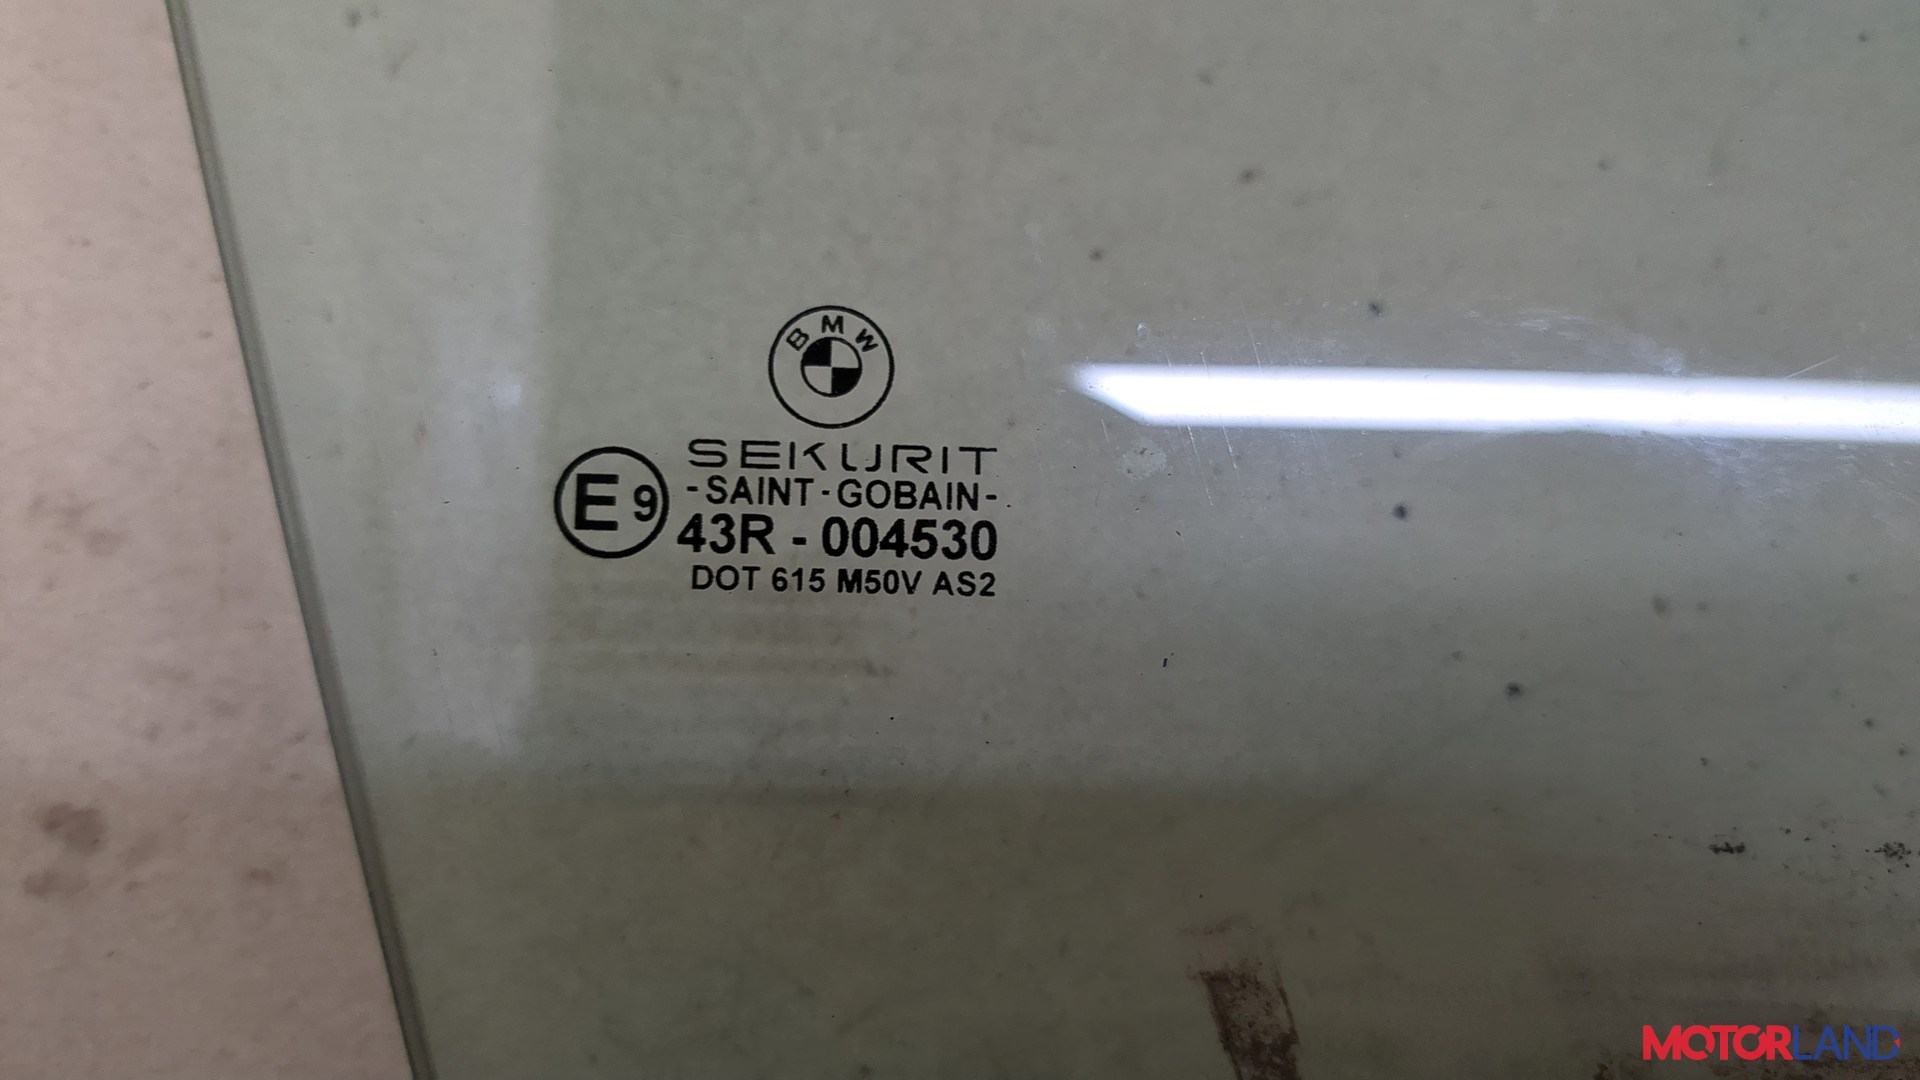 BMW
SEKURIT
-SAINT-GOBAIN-
E9
43R - 004530
DOT 615 M50V AS2
MOTORLAND